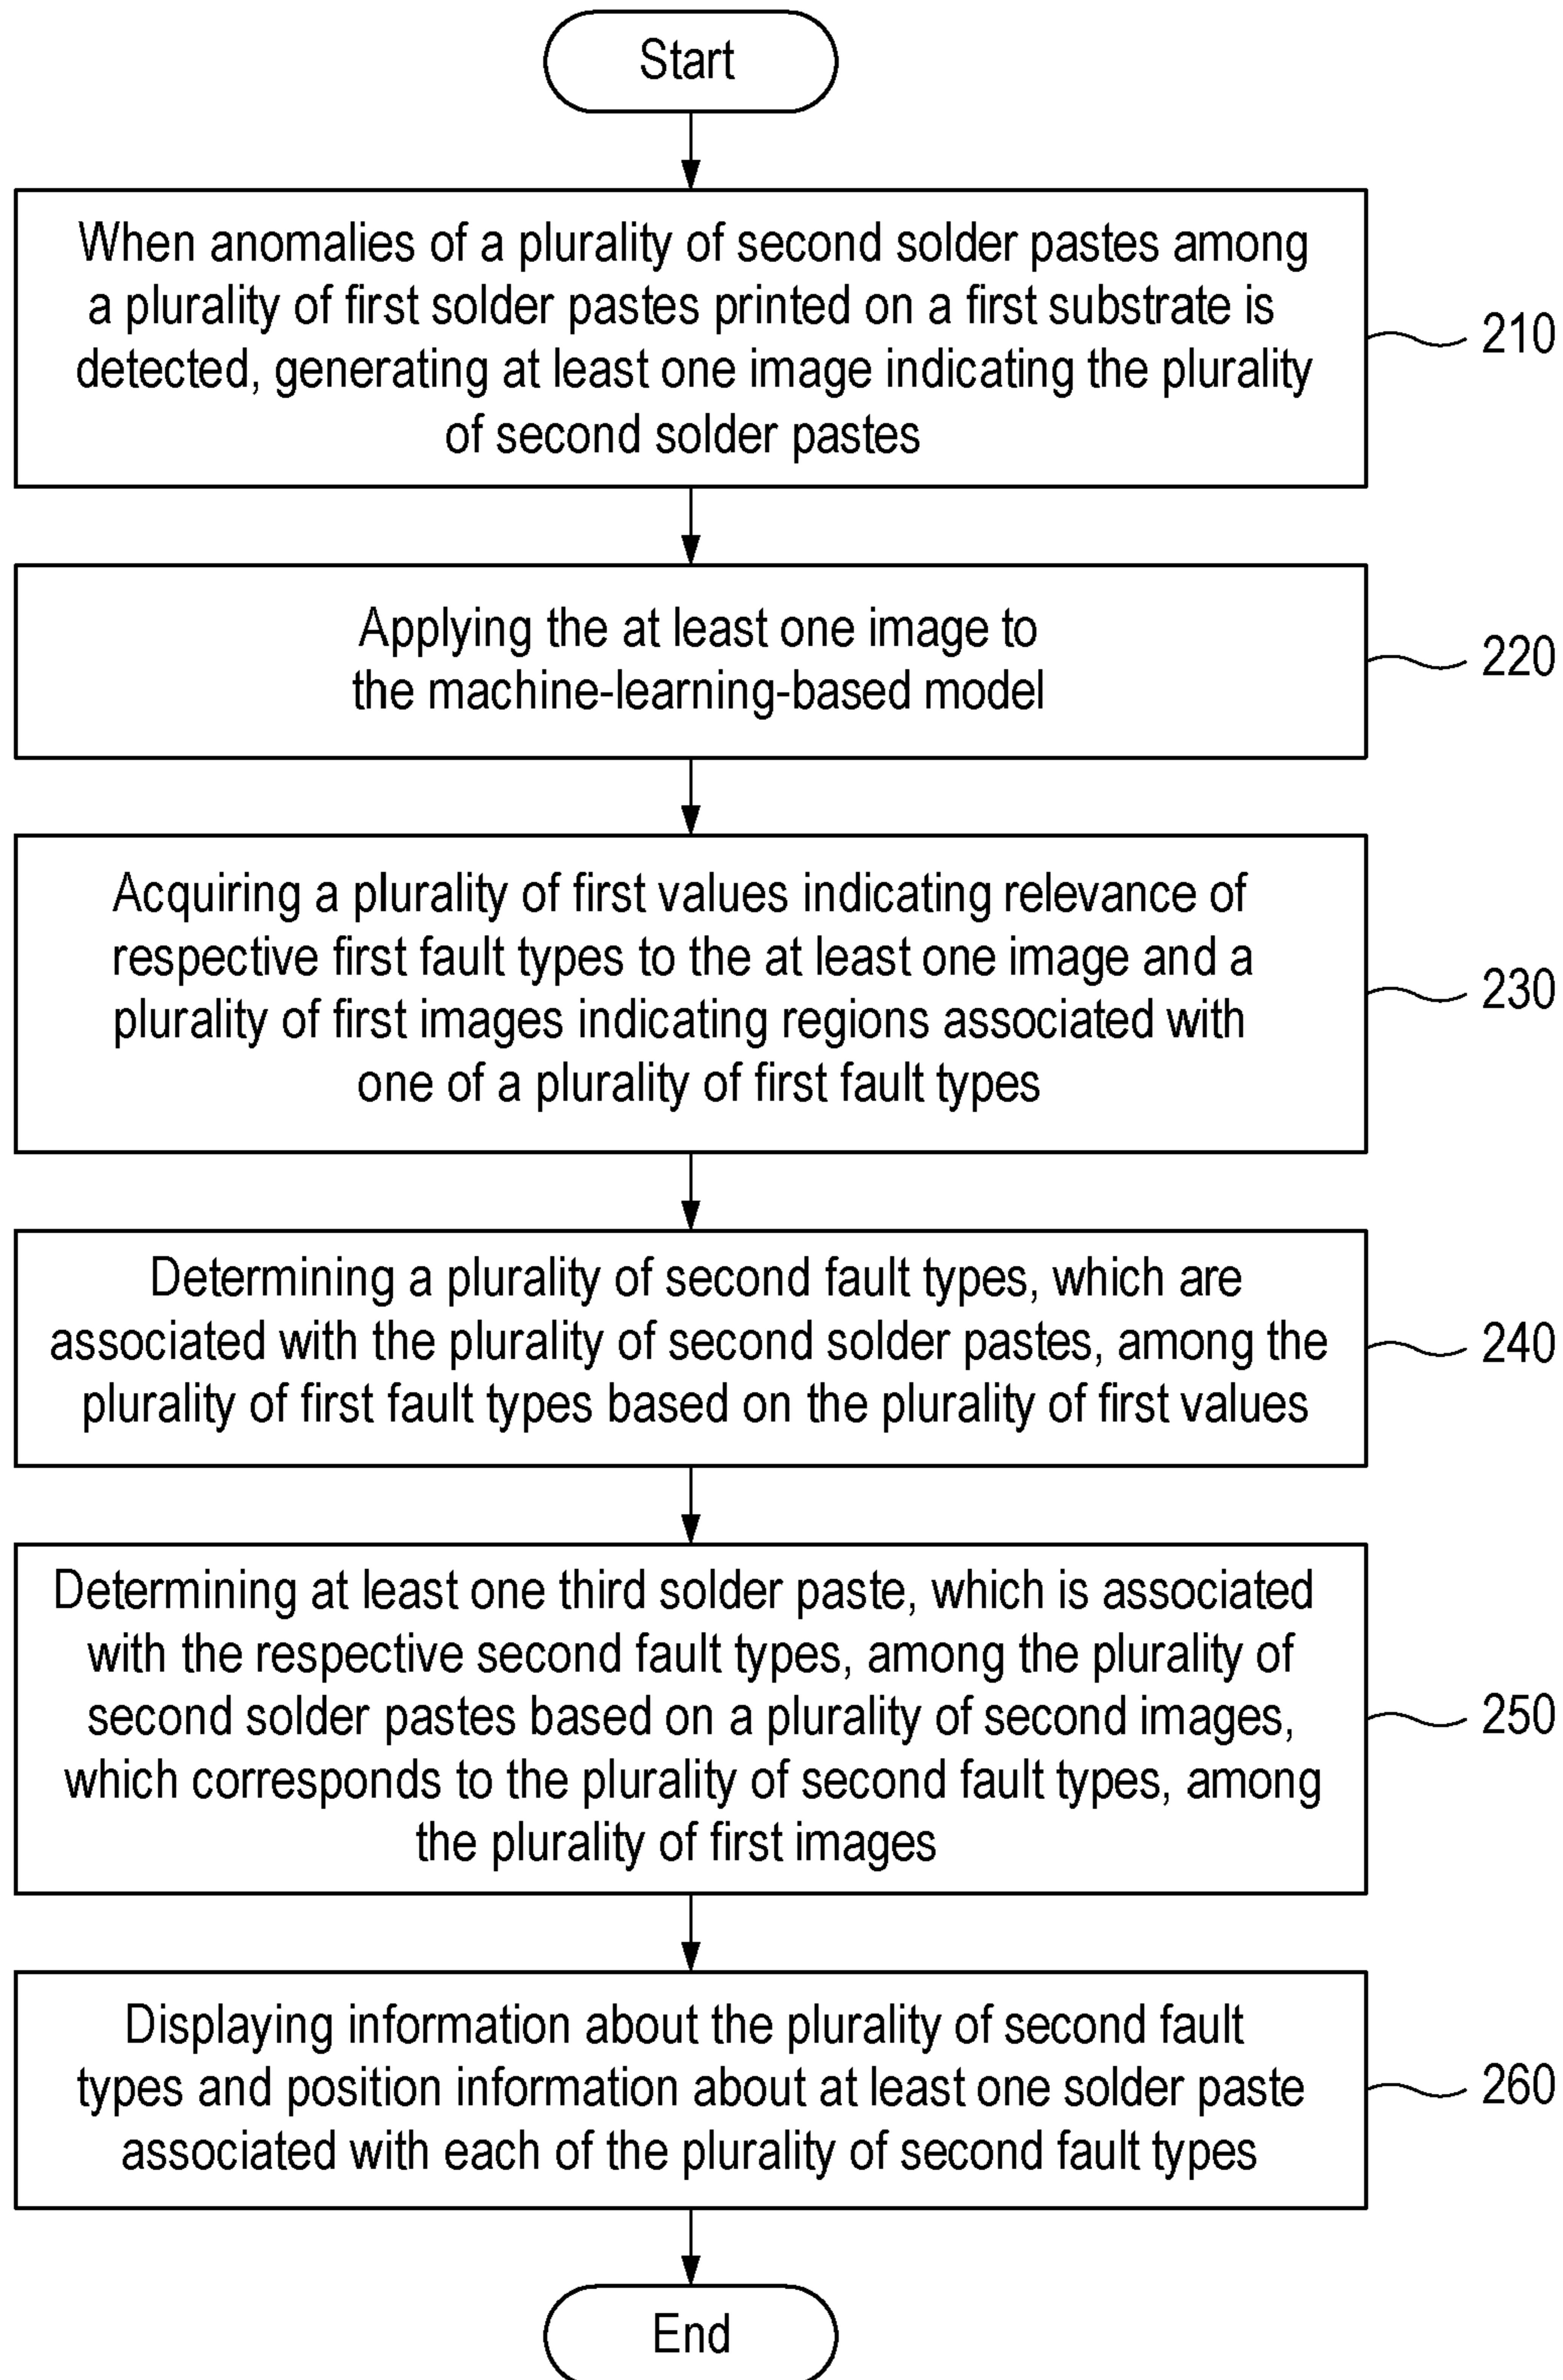 Start
When anomalies of a plurality of second solder pastes among
a plurality of first solder pastes printed on a first substrate is
detected, generating at least one image indicating the plurality
of second solder pastes
210
Applying the at least one image to
the machine-learning-based model
220
Acquiring a plurality of first values indicating relevance of
respective first fault types to the at least one image and a
plurality of first images indicating regions associated with
one of a plurality of first fault types
230
Determining a plurality of second fault types, which are
associated with the plurality of second solder pastes, among the
plurality of first fault types based on the plurality of first values
240
Determining at least one third solder paste, which is associated
with the respective second fault types, among the plurality of
second solder pastes based on a plurality of second images,
which corresponds to the plurality of second fault types, among
the plurality of first images
250
Displaying information about the plurality of second fault
types and position information about at least one solder paste
associated with each of the plurality of second fault types
260
End